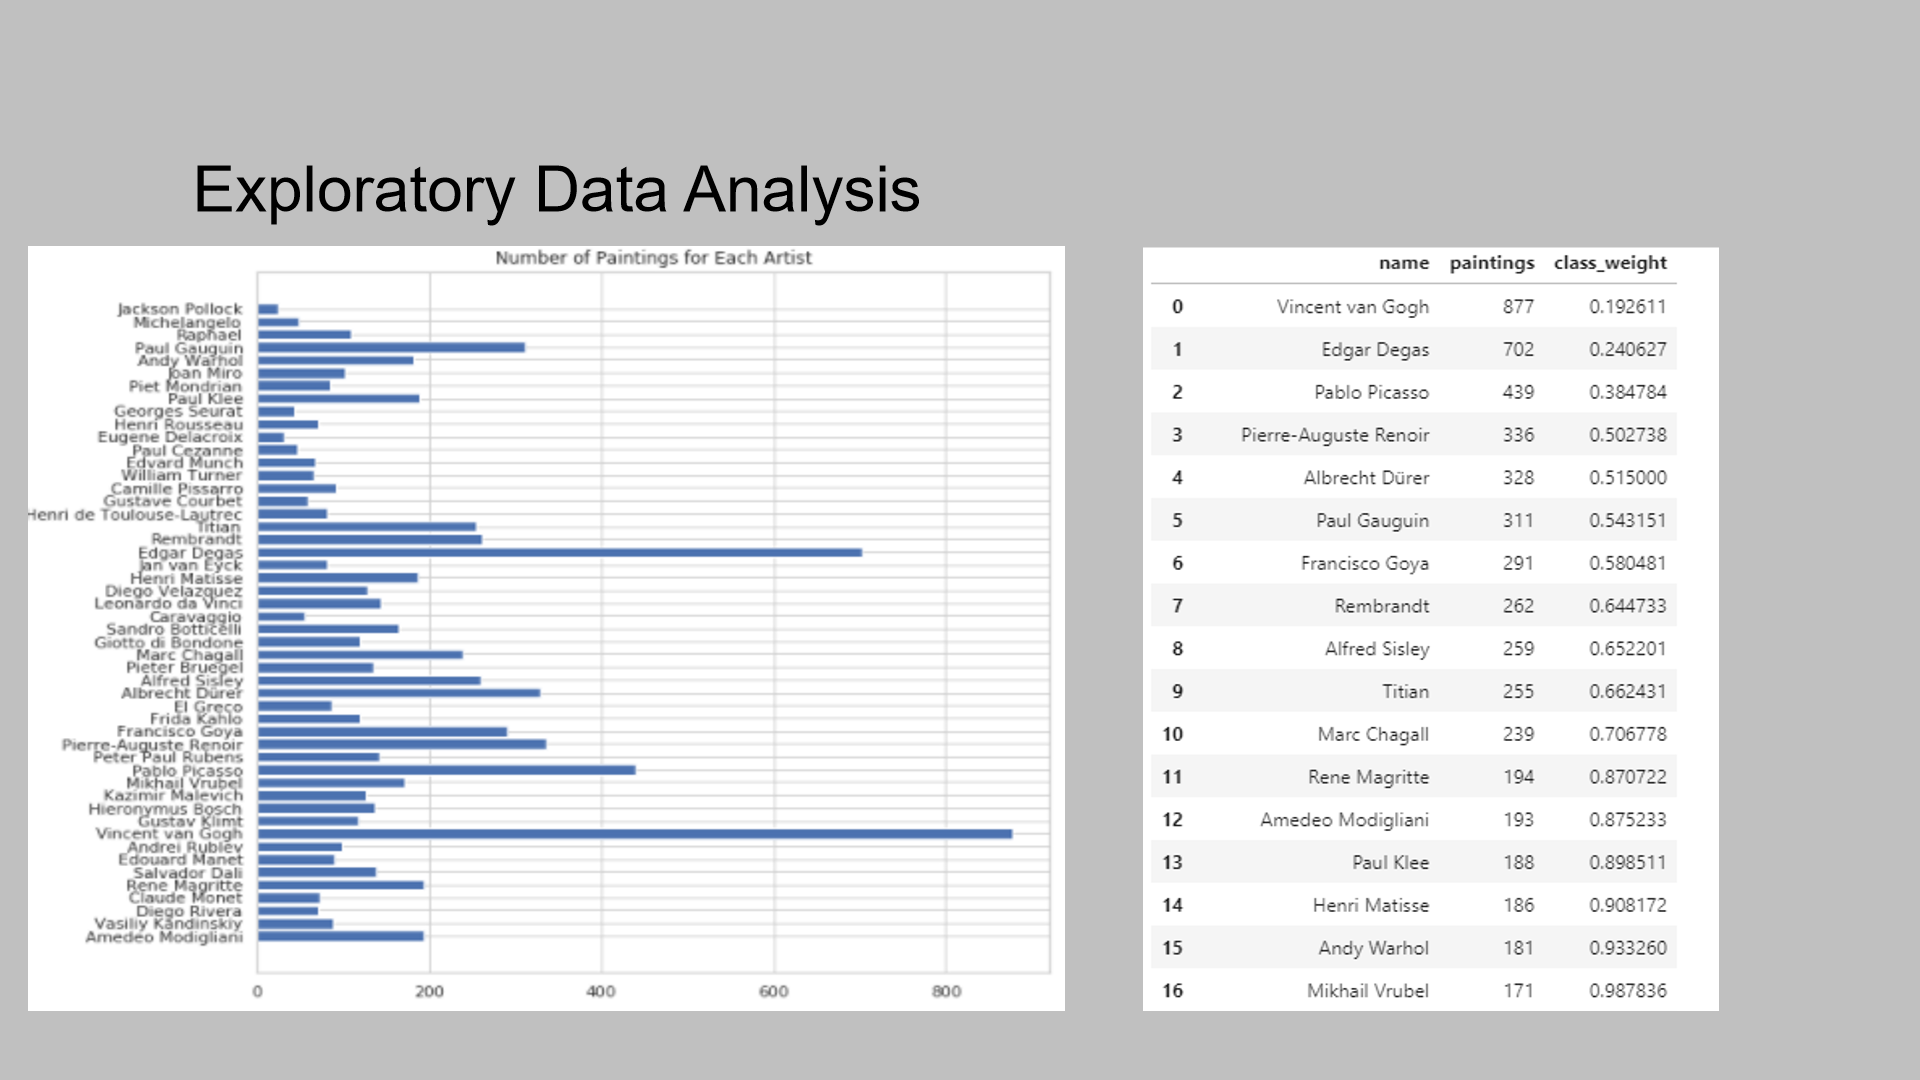 Exploratory Data Analysis
Number of Paintings for Each Artist
Jackson Pollock
Michelangelo
Raphael
Paul Gauguin
Andy Warhol
Joan Miro
Piet Mondrian
Paul Klee
Georges Seurat
Henri Rousseau
Eugene Delacroix
Paul Cezanne
Edvard Munch
William Turner
Camille Pissarro
Gustave Courbet
Henri de Toulouse-Lautrec
Titian
Rembrandt
Edgar Degas
Jan van Eyck
Henri Matisse
Diego Velazquez
Leonardo da Vinci
Caravaggio
Sandro Botticelli
Giotto di Bondone
Marc Chagall
Pieter Bruegel
Alfred Sisley
Albrecht Dürer
El Greco
Frida Kahlo
Francisco Goya
Pierre-Auguste Renoir
Peter Paul Rubens
Pablo Picasso
Mikhail Vrubel
Kazimir Malevich
Hieronymus Bosch
Gustav Klimt
Vincent van Gogh
Andrei Rublev
Edouard Manet
Salvador Dali
Rene Magritte
Claude Monet
Diego Rivera
Vasiliy Kandinskiy
Amedeo Modigliani
0 200 400 600 800
name paintings class_weight
0 Vincent van Gogh 877 0.192611
1 Edgar Degas 702 0.240627
2 Pablo Picasso 439 0.384784
3 Pierre-Auguste Renoir 336 0.502738
4 Albrecht Dürer 328 0.515000
5 Paul Gauguin 311 0.543151
6 Francisco Goya 291 0.580481
7 Rembrandt 262 0.644733
8 Alfred Sisley 259 0.652201
9 Titian 255 0.662431
10 Marc Chagall 239 0.706778
11 Rene Magritte 194 0.870722
12 Amedeo Modigliani 193 0.875233
13 Paul Klee 188 0.898511
14 Henri Matisse 186 0.908172
15 Andy Warhol 181 0.933260
16 Mikhail Vrubel 171 0.987836